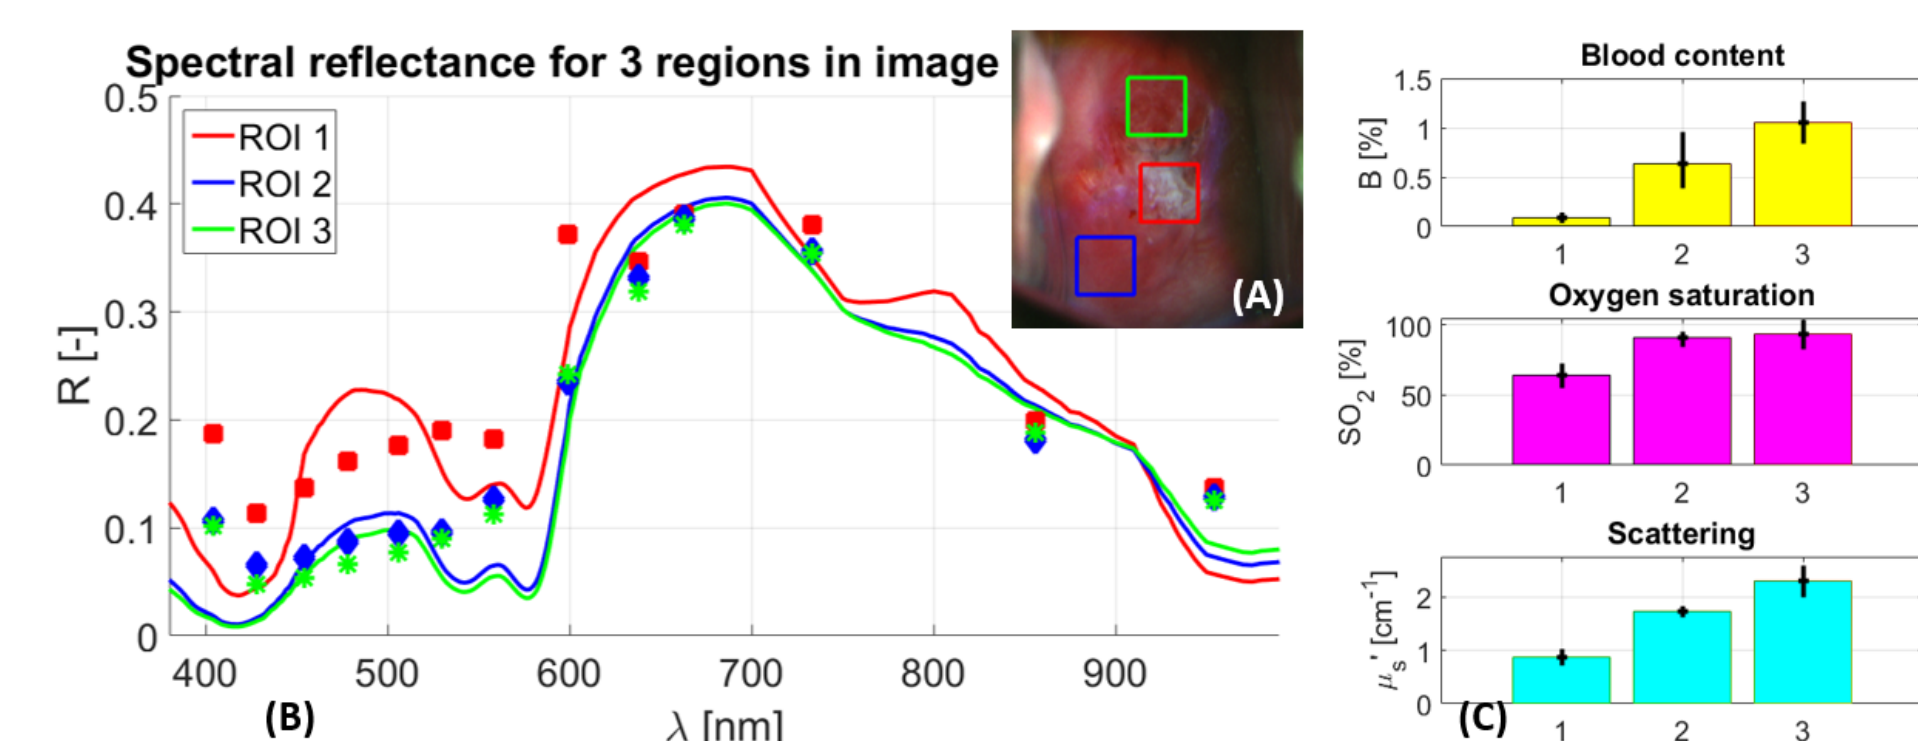 Spectral reflectance for 3 regions in image
0.5
0.4
0.3
0.2
0.1
0
R [-]
ROI 1
ROI 2
ROI 3
400 500 600 700 800 900
λ [nm]
(B)
(A)
Blood content
1.5
1
0.5
0
B [%]
1 2 3
Oxygen saturation
100
50
0
SO2 [%]
1 2 3
Scattering
2
1
0
μs' [cm-1]
(C)
1 2 3